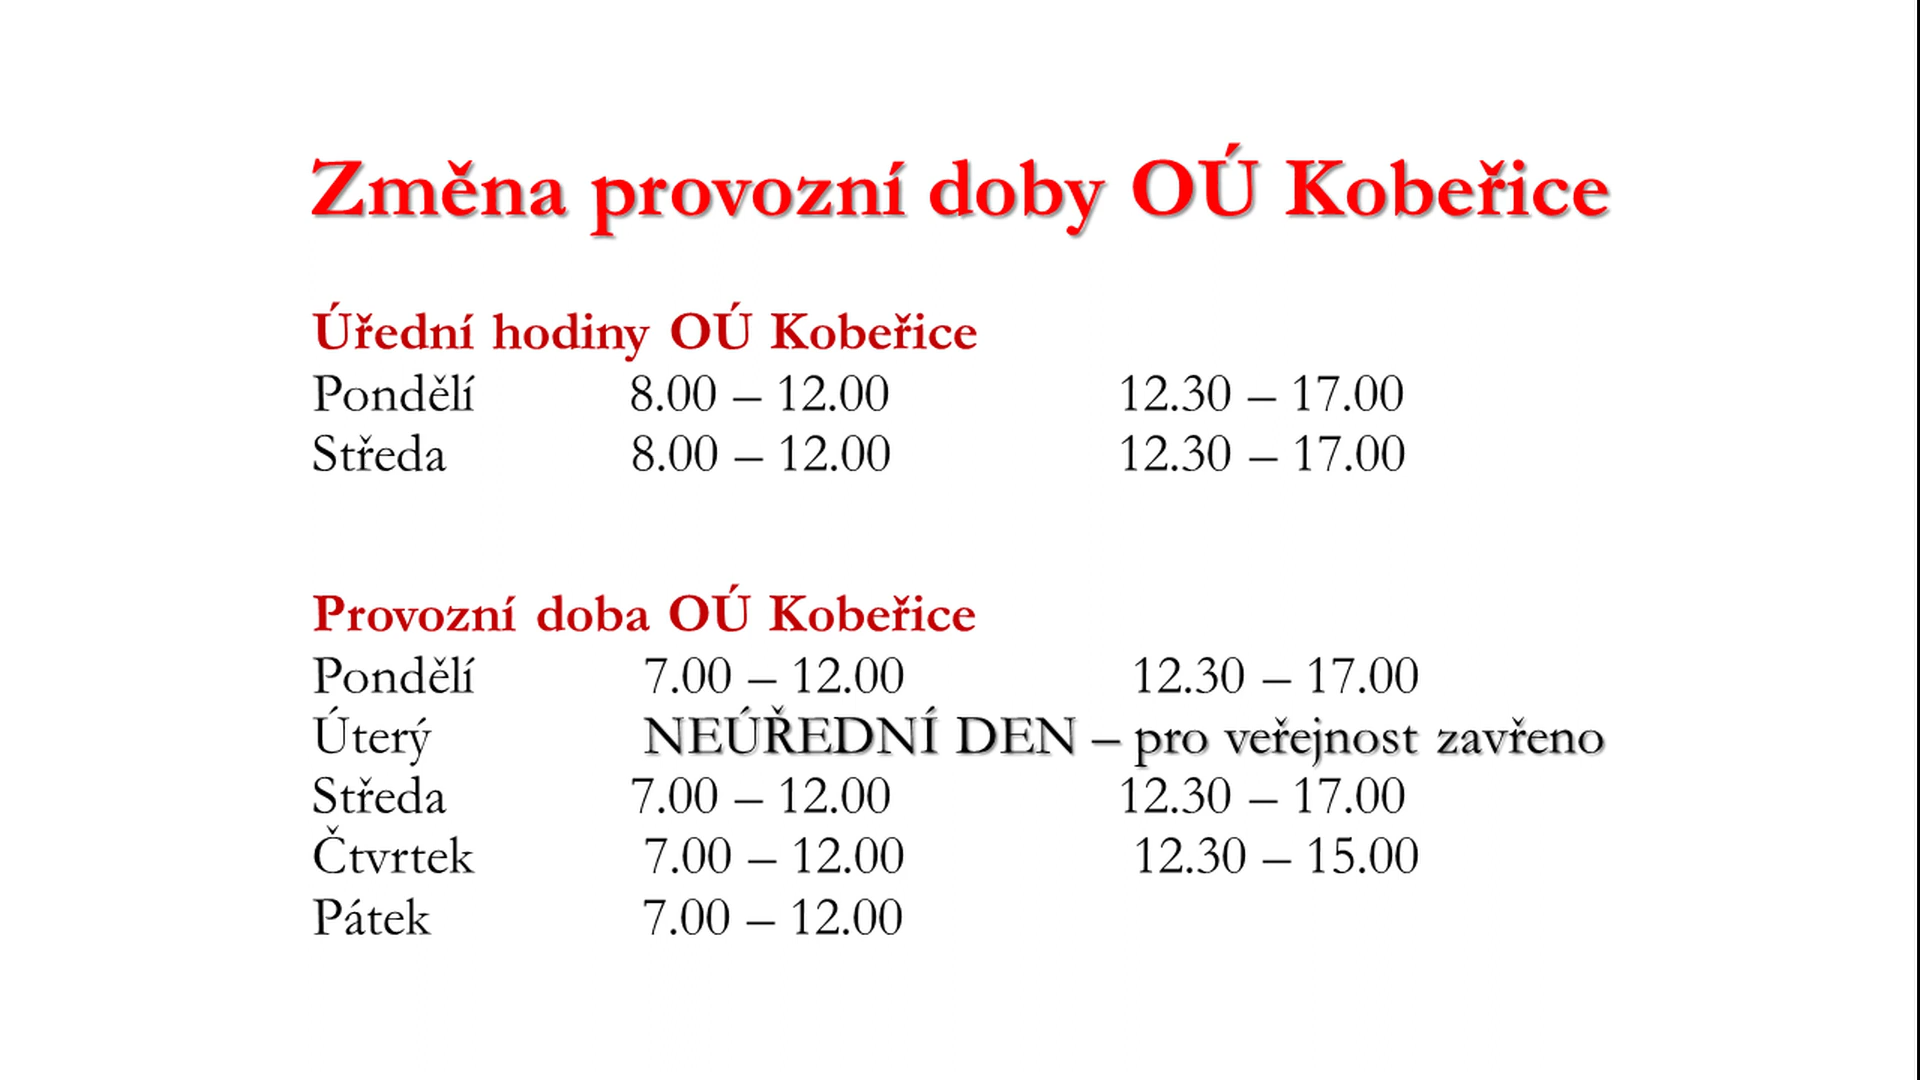 Změna provozní doby OÚ Kobeřice
Úřední hodiny OÚ Kobeřice
Pondělí 8.00 – 12.00 12.30 – 17.00
Středa 8.00 – 12.00 12.30 – 17.00
Provozní doba OÚ Kobeřice
Pondělí 7.00 – 12.00 12.30 – 17.00
Úterý NEÚŘEDNÍ DEN – pro veřejnost zavřeno
Středa 7.00 – 12.00 12.30 – 17.00
Čtvrtek 7.00 – 12.00 12.30 – 15.00
Pátek 7.00 – 12.00